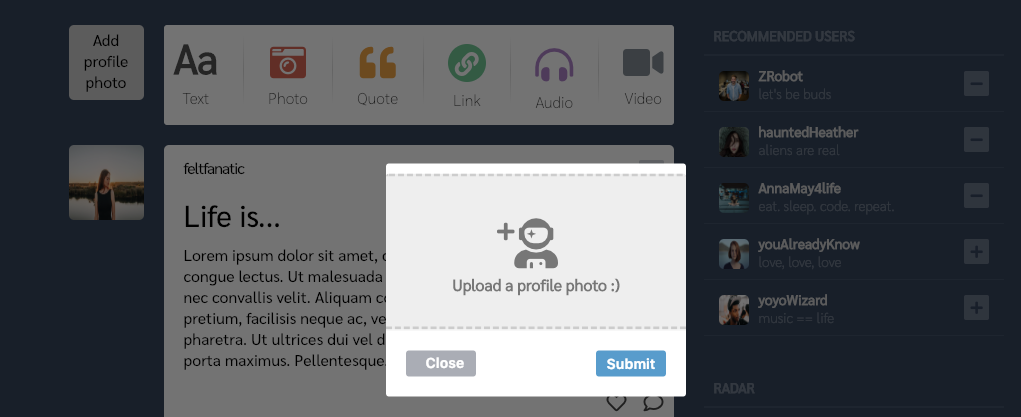 Add
profile
photo
Aa
Text
Photo
Quote
Link
Audio
Video
feltfanatic
Life is...
Lorem ipsum dolor sit amet,
congue lectus. Ut malesuada
nec convallis velit. Aliquam
pretium, facilisis neque ac,
pharetra. Ut ultrices dui vel
porta maximus. Pellentesque
Upload a profile photo :)
Close
Submit
RECOMMENDED USERS
ZRobot
let's be buds
hauntedHeather
aliens are real
AnnaMay4life
eat. sleep. code. repeat.
youAlreadyKnow
love, love, love
yoyoWizard
music == life
RADAR